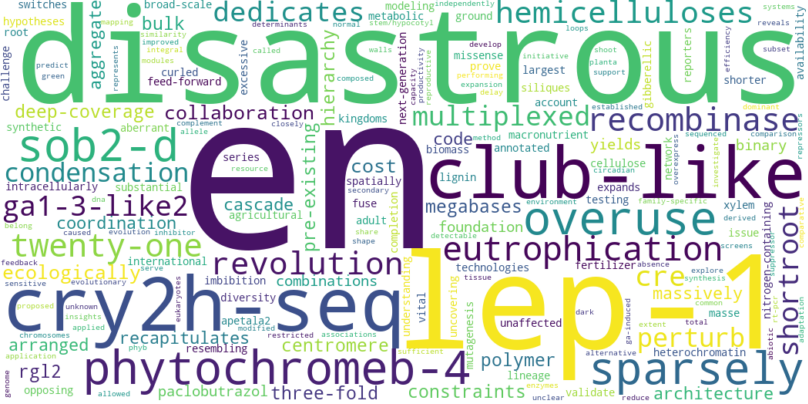 switches
broad-scale
mapping
determinants
modeling
normal
independently
called
systems
hypotheses
similarity
loops
root
improved
metabolic
ground
shoot
integral
challenge
aggregate
dedicates
hemicelluloses
availability
disastrous
represents
modules
bulk
stem/hypocotyl
initiative
planta
support
reveals
subset
predict
green
feed-forward
curled
walls
composed
excessive
develop
expansion
delay
performing
missense
prove
largest
shorter
efficiency
reporters
gibberellic
deep-coverage
collaboration
hierarchy
next-generation
capacity
productivity
reproductive
siliques
account
established
dominant
synthetic
aberrant
complement
allele
closely
kingdoms
multiplexed
macronutrient
method
sequenced
comparison
recombinase
sob2-d
en
code
biomass
annotated
yields
binary
overexpress
investigate
condensation
series
resource
cost
lignin
cellulose
circadian
network
family-specific
club-like
intracellularly
dna
cascade
spatially
secondary
adult
fuse
share
shape
pre-existing
megabases
expands
testing
xylem
environment
derived
screens
ga1-3-like2
substantial
agricultural
belong
evolution
inhibitor
caused
coordination
foundation
detectable
overuse
issue
shortroot
nitrogen-containing
twenty-one
international
serve
completion
eutrophication
feedback
ecologically
revolution
technologies
tissue
fertilizer
absence
explore
synthesis
sensitive
evolutionary
imbibition
combinations
understanding
uncovering
mutagenesis
cre
common
massively
rt-pcr
abiotic
adaptation
proposed
unknown
insights
applied
diversity
eukaryotes
modified
vital
unaffected
dark
ga-induced
extent
total
masse
cry2h-seq
lep-1
perturb
arranged
recapitulates
apetala2
restricted
associations
chromosomes
phyb
resembling
sufficient
polymer
alternative
heterochromatin
application
centromere
lineage
enzymes
validate
sparsely
genome
rgl2
opposing
allowed
paclobutrazol
phytochromeb-4
three-fold
constraints
unclear
reduce
architecture